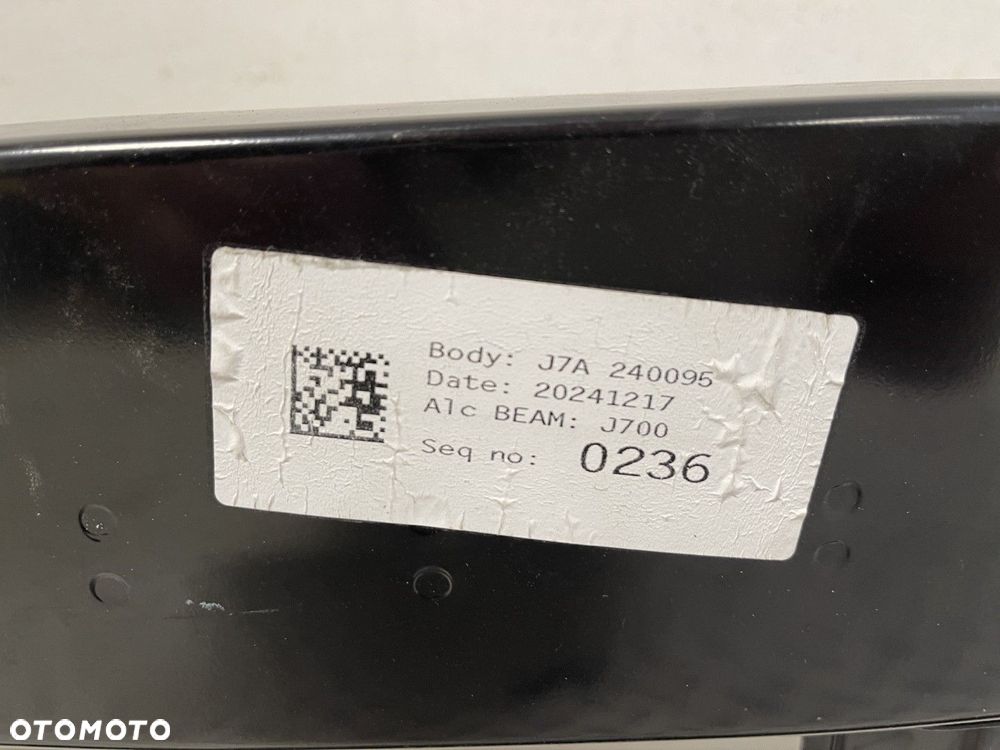 Body: J7A 240095
Date: 20241217
Alc BEAM: J700
Seq no: 0236
OTOMOTO